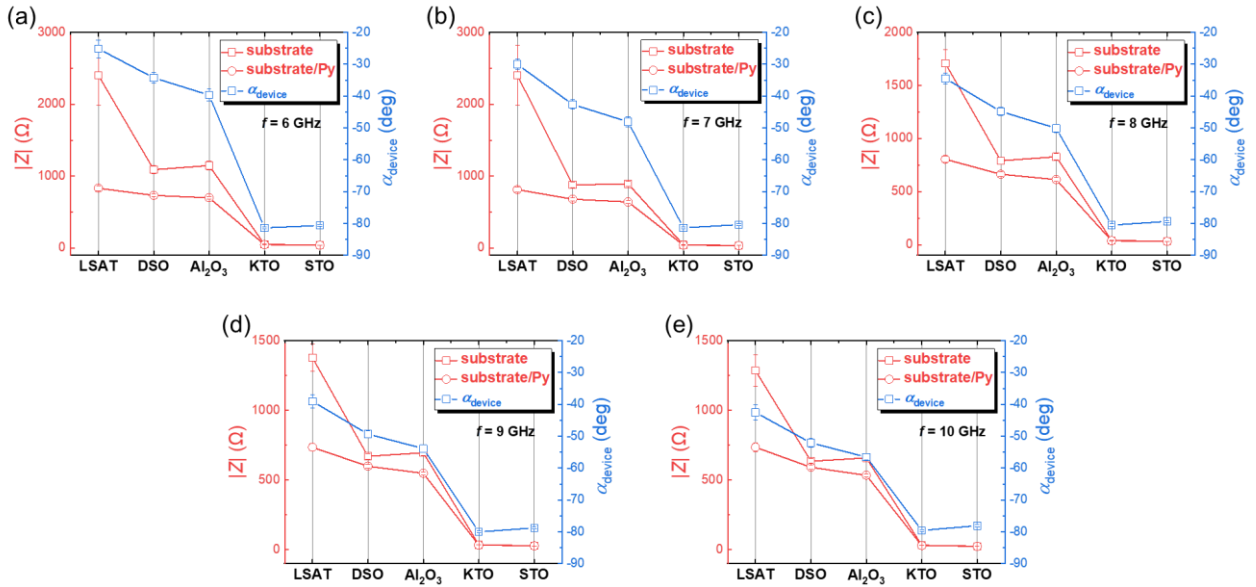 (a)
3000
2000
1000
0
|Z| (Ω)
substrate
substrate/Py
α_device
f = 6 GHz
-20
-30
-40
-50
-60
-70
-80
-90
α_device (deg)
LSAT DSO Al₂O₃ KTO STO
(b)
3000
2000
1000
0
|Z| (Ω)
substrate
substrate/Py
α_device
f = 7 GHz
-20
-30
-40
-50
-60
-70
-80
-90
α_device (deg)
LSAT DSO Al₂O₃ KTO STO
(c)
2000
1500
1000
500
0
|Z| (Ω)
substrate
substrate/Py
α_device
f = 8 GHz
-20
-30
-40
-50
-60
-70
-80
-90
α_device (deg)
LSAT DSO Al₂O₃ KTO STO
(d)
1500
1000
500
0
|Z| (Ω)
substrate
substrate/Py
α_device
f = 9 GHz
-20
-30
-40
-50
-60
-70
-80
-90
α_device (deg)
LSAT DSO Al₂O₃ KTO STO
(e)
1500
1000
500
0
|Z| (Ω)
substrate
substrate/Py
α_device
f = 10 GHz
-20
-30
-40
-50
-60
-70
-80
-90
α_device (deg)
LSAT DSO Al₂O₃ KTO STO